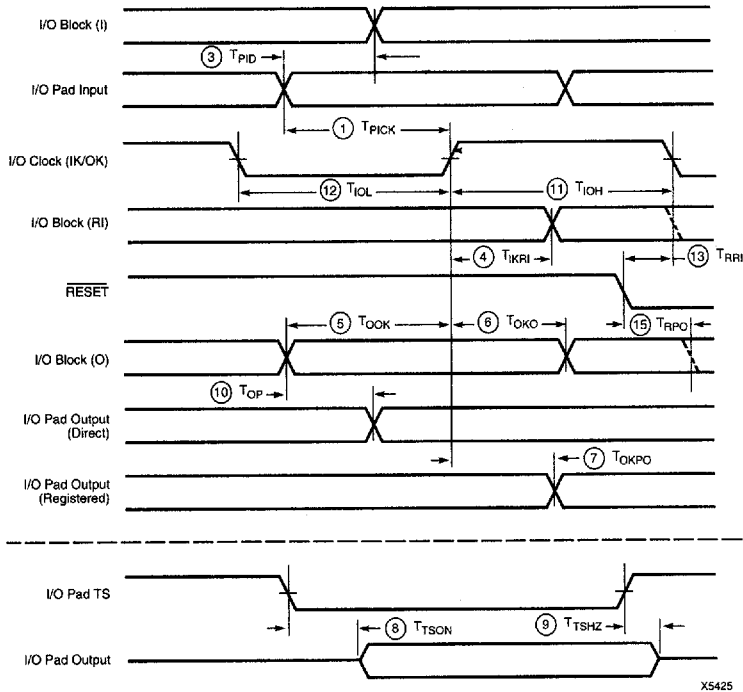 I/O Block (I)
③ TPID
I/O Pad Input
① TPICK
I/O Clock (IK/OK)
⑫ TIOL
⑪ TIOH
I/O Block (RI)
④ TIKRI
⑬ TRRI
RESET
⑤ TOOK
⑥ TOKO
⑮ TRPO
I/O Block (O)
⑩ TOP
I/O Pad Output
(Direct)
⑦ TOKPO
I/O Pad Output
(Registered)
I/O Pad TS
⑧ TTSON
⑨ TTSHZ
I/O Pad Output
X5425